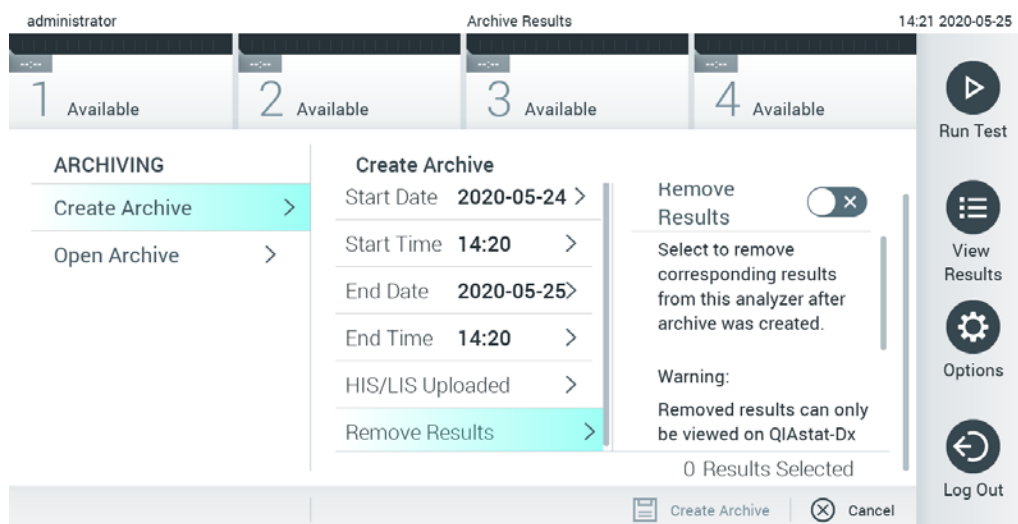 administrator
Archive Results
14:21 2020-05-25
--:--
--:--
--:--
--:--
1 Available
2 Available
3 Available
4 Available
Run Test
ARCHIVING
Create Archive
Open Archive
Create Archive
Start Date 2020-05-24
Start Time 14:20
End Date 2020-05-25
End Time 14:20
HIS/LIS Uploaded
Remove Results
Remove
Results
Select to remove
corresponding results
from this analyzer after
archive was created.
Warning:
Removed results can only
be viewed on QIAstat-Dx
0 Results Selected
View
Results
Options
Log Out
Create Archive
Cancel